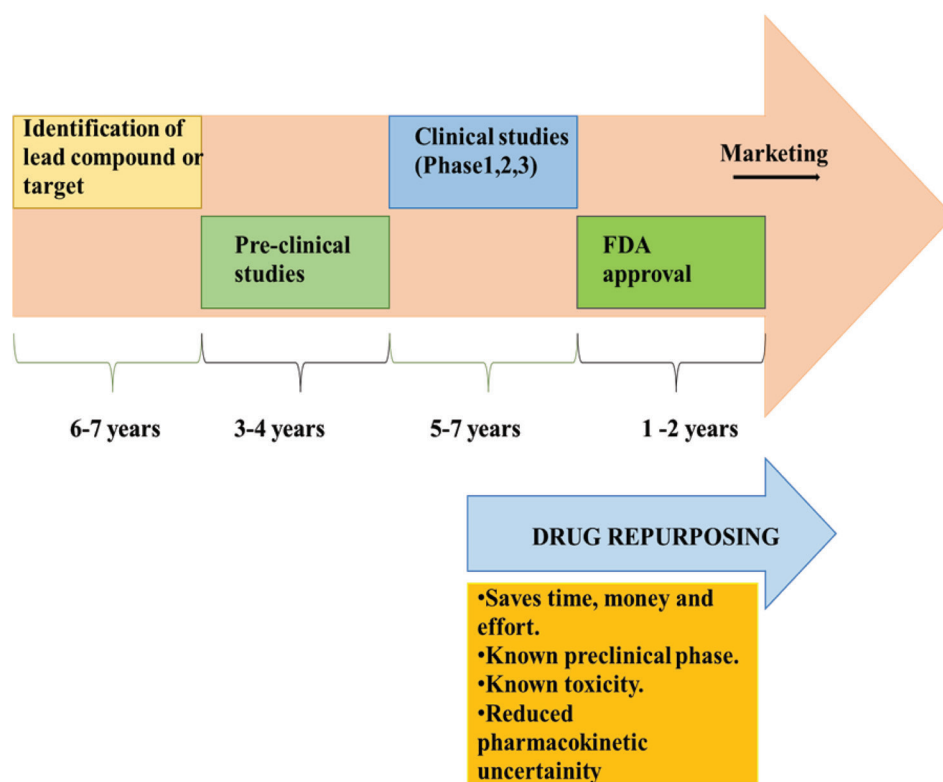 Identification of
lead compound or
target
Clinical studies
(Phase1,2,3)
Marketing
Pre-clinical
studies
FDA
approval
6-7 years
3-4 years
5-7 years
1 -2 years
DRUG REPURPOSING
•Saves time, money and
effort.
•Known preclinical phase.
•Known toxicity.
•Reduced
pharmacokinetic
uncertainity